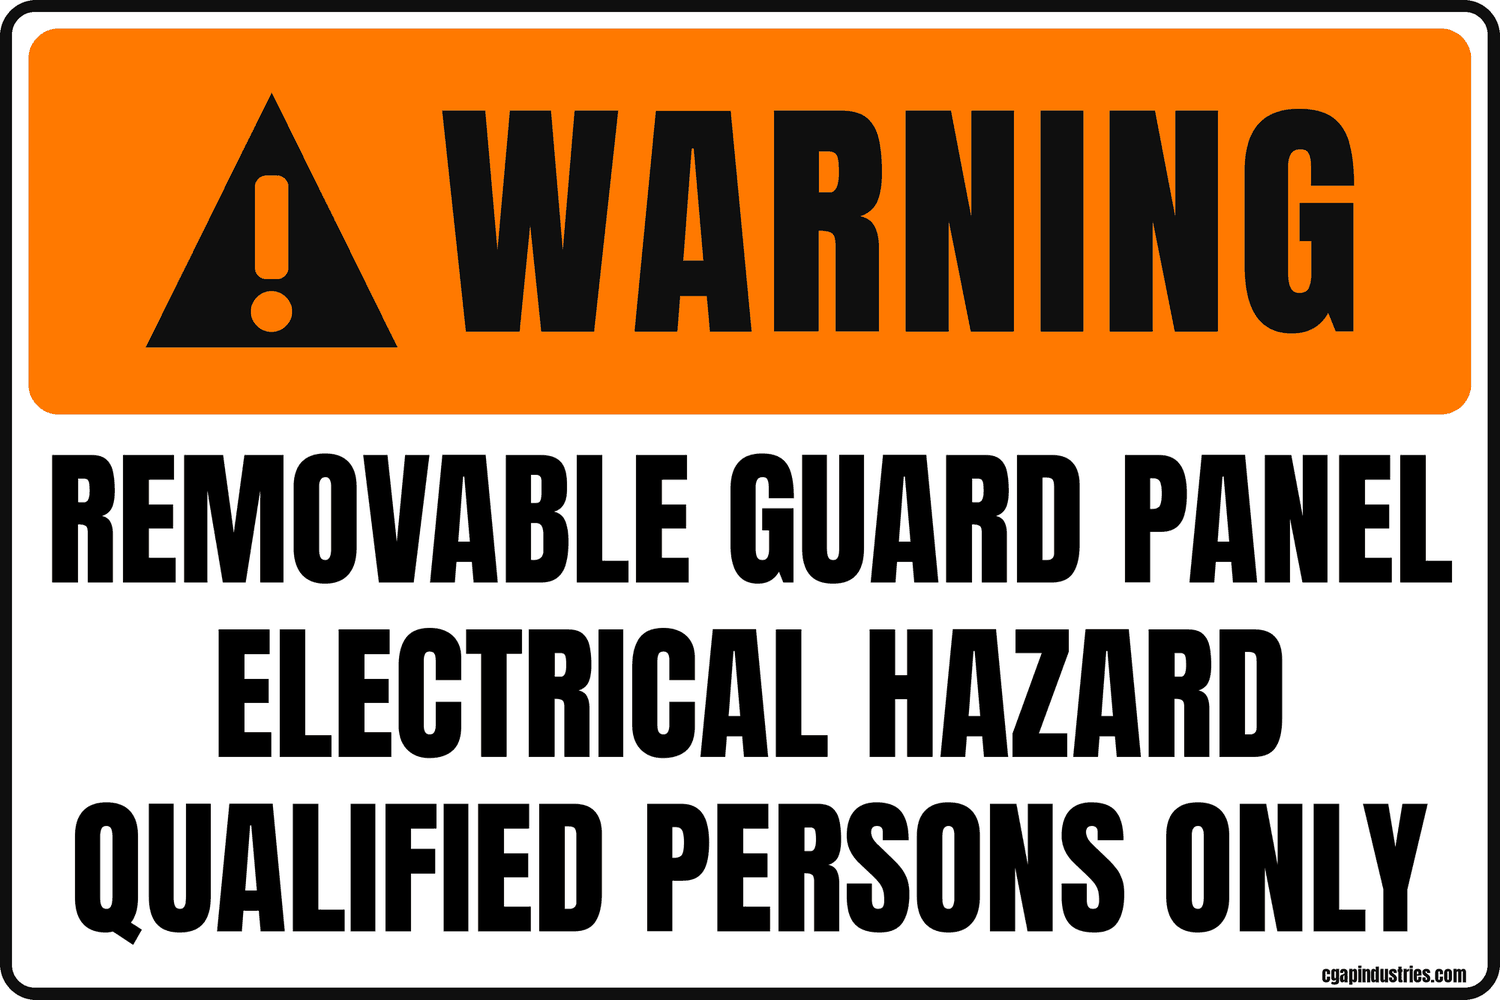 WARNING
REMOVABLE GUARD PANEL
ELECTRICAL HAZARD
QUALIFIED PERSONS ONLY
cgapindustries.com